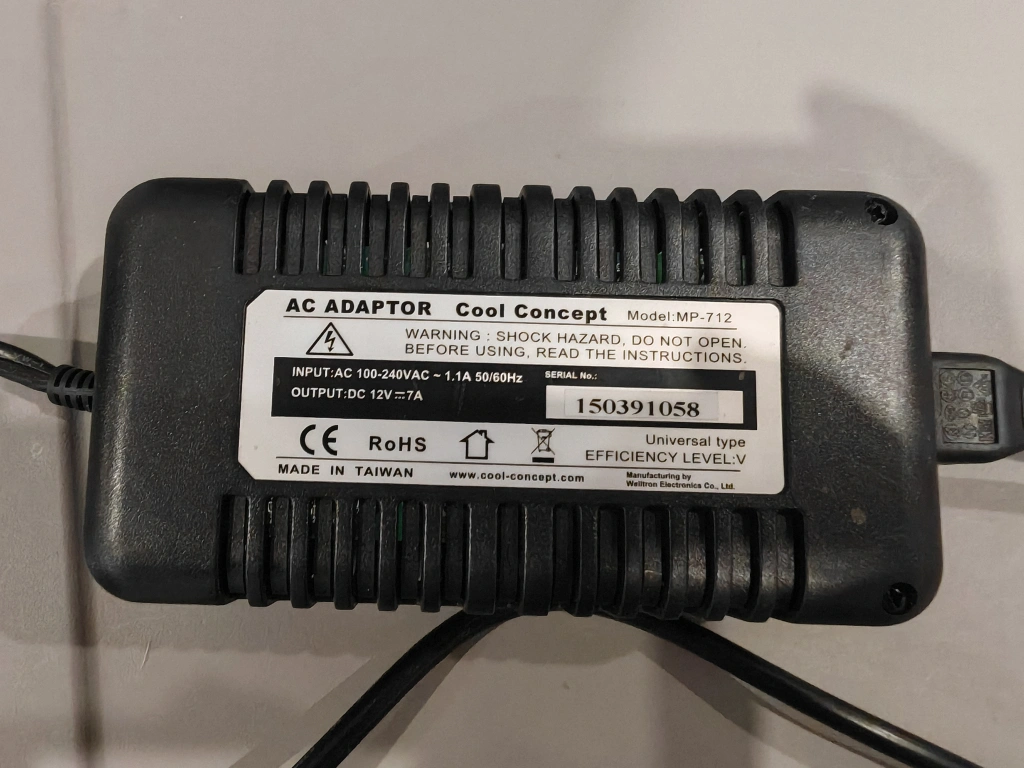 AC ADAPTOR Cool Concept Model:MP-712
WARNING : SHOCK HAZARD, DO NOT OPEN.
BEFORE USING, READ THE INSTRUCTIONS.
INPUT:AC 100-240VAC ~ 1.1A 50/60Hz
SERIAL No.:
OUTPUT:DC 12V⎓7A
150391058
CE RoHS
Universal type
EFFICIENCY LEVEL:V
MADE IN TAIWAN www.cool-concept.com
Manufacturing by
Welltron Electronics Co., Ltd.